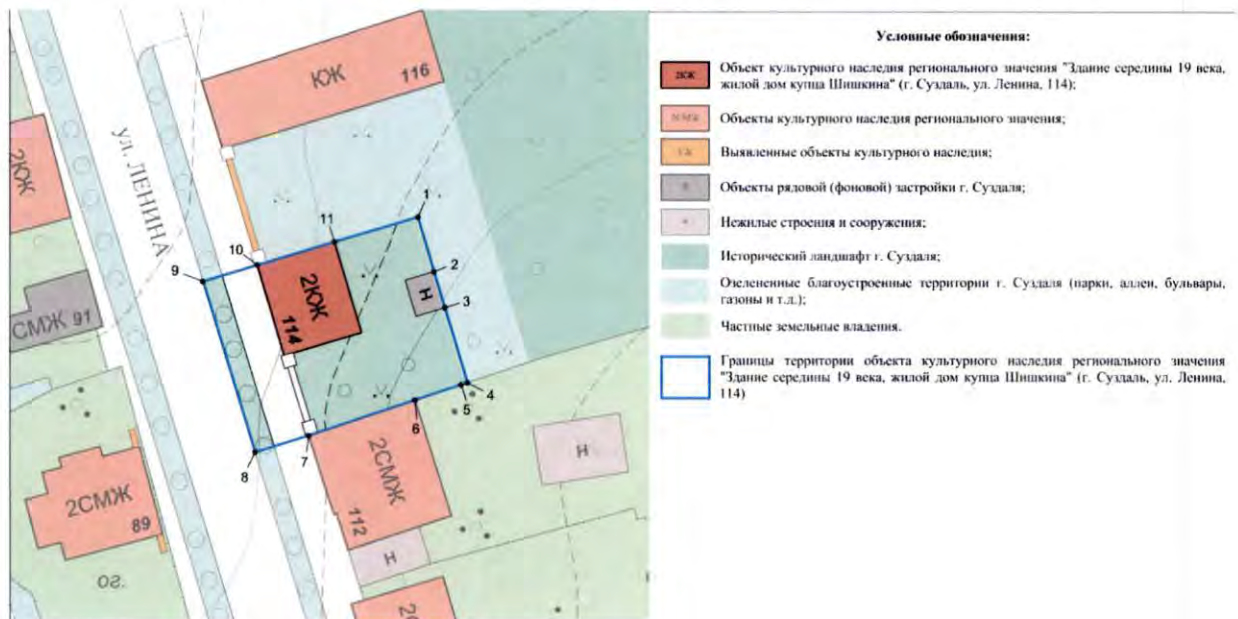 Условные обозначения:
2КЖ
Объект культурного наследия регионального значения "Здание середины 19 века,
жилой дом купца Шишкина" (г. Суздаль, ул. Ленина, 114);
Объекты культурного наследия регионального значения;
Выявленные объекты культурного наследия;
Объекты рядовой (фоновой) застройки г. Суздаля;
Нежилые строения и сооружения;
Исторический ландшафт г. Суздаля;
Озелененные благоустроенные территории г. Суздаля (парки, аллеи, бульвары,
газоны и т.л.);
Частные земельные владения.
Границы территории объекта культурного наследия регионального значения
"Здание середины 19 века, жилой дом купца Шишкина" (г. Суздаль, ул. Ленина,
114)
КЖ 116
ул. ЛЕНИНА
2КЖ
1
11
10
2
9
2КЖ
114
Н
3
СМЖ 91
4
5
6
7
8
2СМЖ
112
Н
2СМЖ
89
Н
ог.